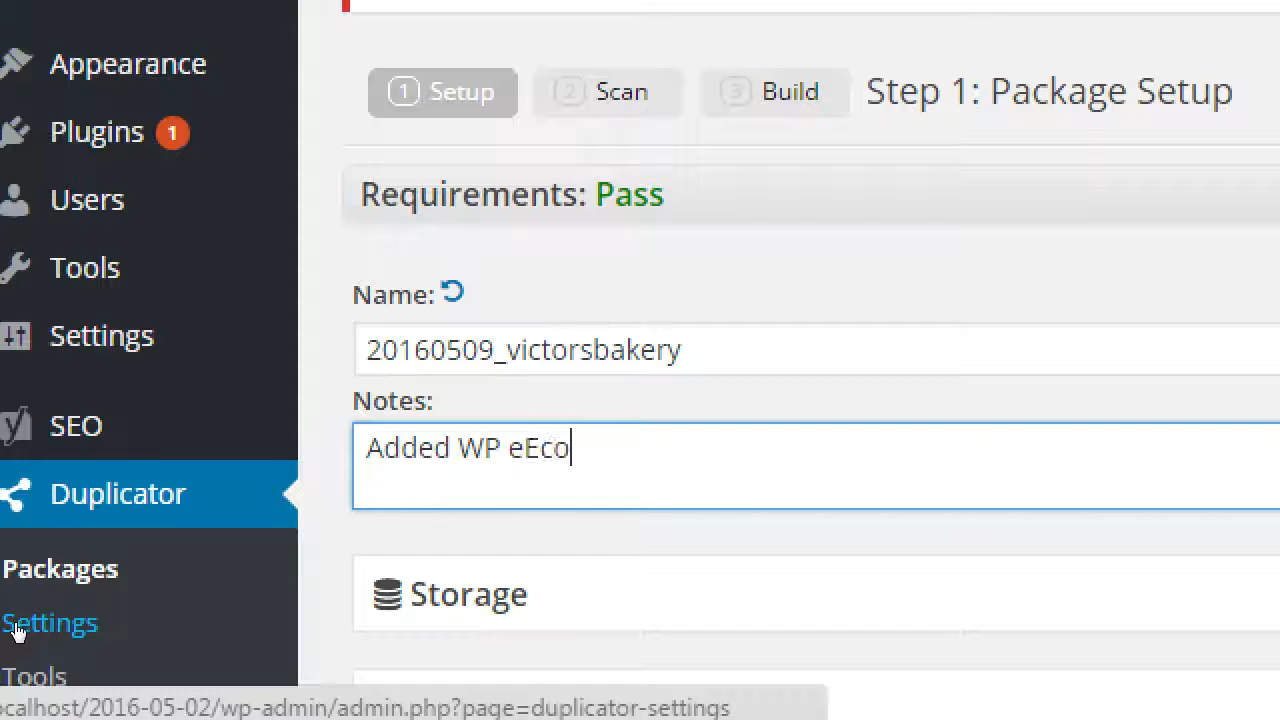 Appearance
Plugins 1
Users
Tools
Settings
SEO
Duplicator
Packages
Settings
Tools
1 Setup
2 Scan
3 Build
Step 1: Package Setup
Requirements: Pass
Name:
20160509_victorsbakery
Notes:
Added WP eEco
Storage
ocalhost/2016-05-02/wp-admin/admin.php?page=duplicator-settings